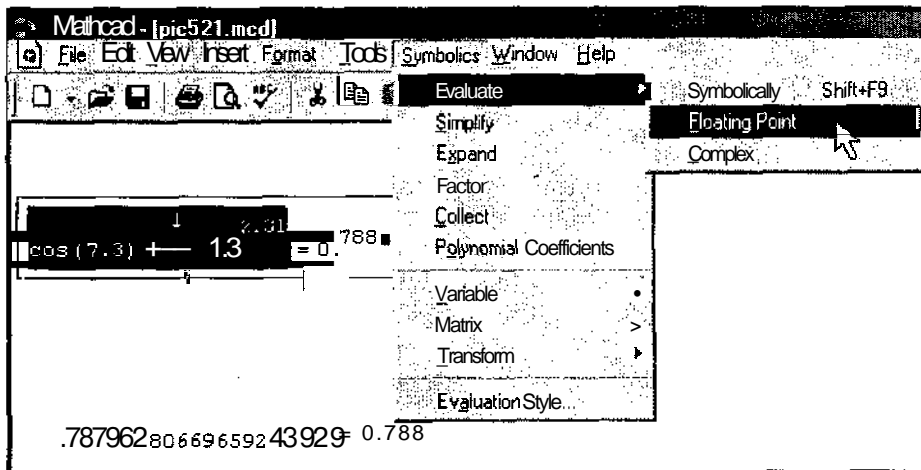 Mathcad - [pic521.mcd]
File Edit View Insert Format Tools Symbolics Window Help
Evaluate
Symbolically Shift+F9
Simplify
Floating Point
Expand
Complex
Factor
Collect
cos(7.3) + 1.3 = 0.788
Polynomial Coefficients
Variable
Matrix >
Transform
Evaluation Style...
.78796280669659243929= 0.788